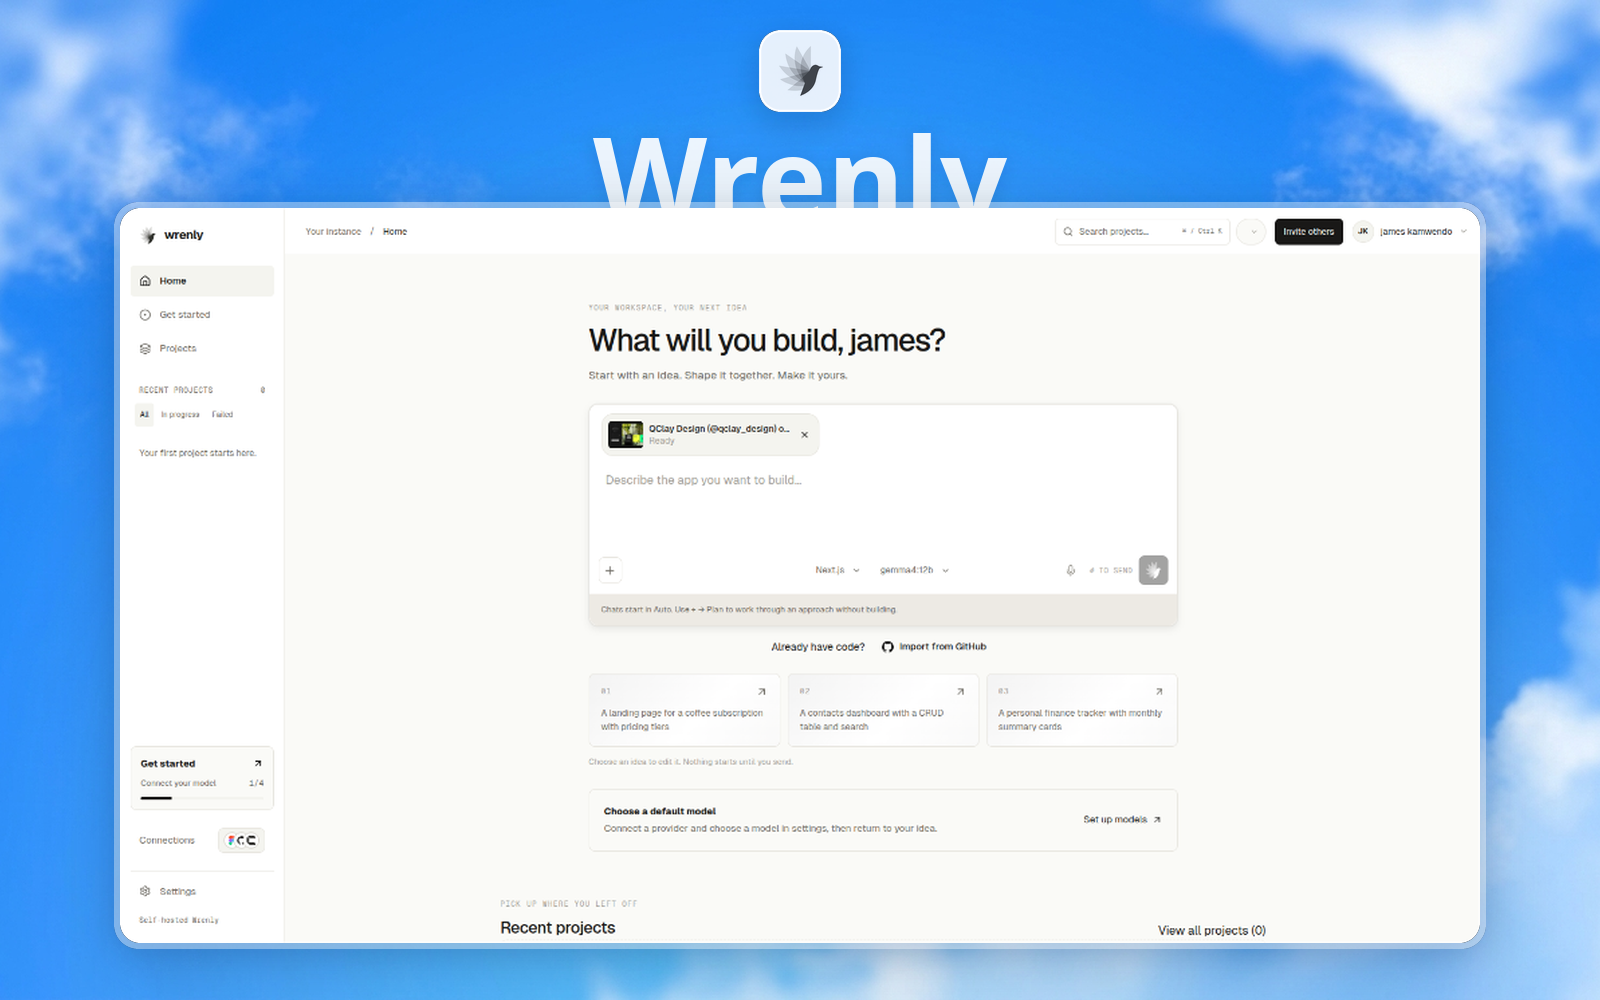 Wrenly
wrenly
Home
Get started
Projects
RECENT PROJECTS 0
All In progress Failed
Your first project starts here.
Get started
Connect your model 1/4
Connections
Settings
Self-hosted Wrenly
Your instance / Home
Search projects... ⌘ / Ctrl K
Invite others
JK james kamwendo
YOUR WORKSPACE, YOUR NEXT IDEA
What will you build, james?
Start with an idea. Shape it together. Make it yours.
QClay Design (@qclay_design) o...
Ready
Describe the app you want to build...
Next.js gemma4:12b TO SEND
Chats start in Auto. Use + → Plan to work through an approach without building.
Already have code? Import from GitHub
01
A landing page for a coffee subscription
with pricing tiers
02
A contacts dashboard with a CRUD
table and search
03
A personal finance tracker with monthly
summary cards
Choose an idea to edit it. Nothing starts until you send.
Choose a default model
Connect a provider and choose a model in settings, then return to your idea.
Set up models
PICK UP WHERE YOU LEFT OFF
Recent projects
View all projects (0)